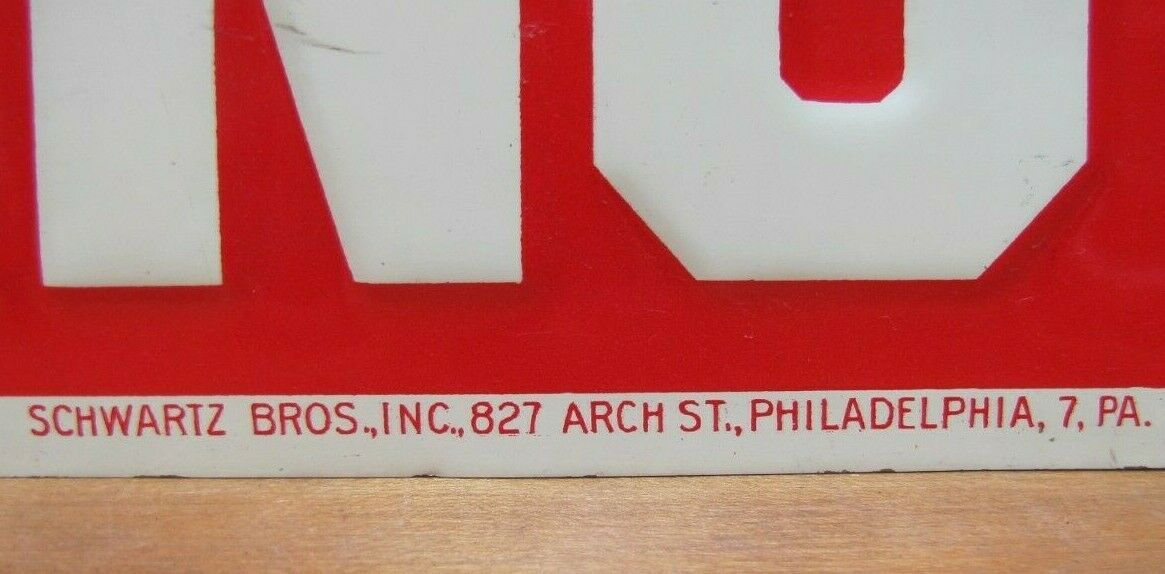 SCHWARTZ BROS., INC., 827 ARCH ST., PHILADELPHIA, 7, PA.